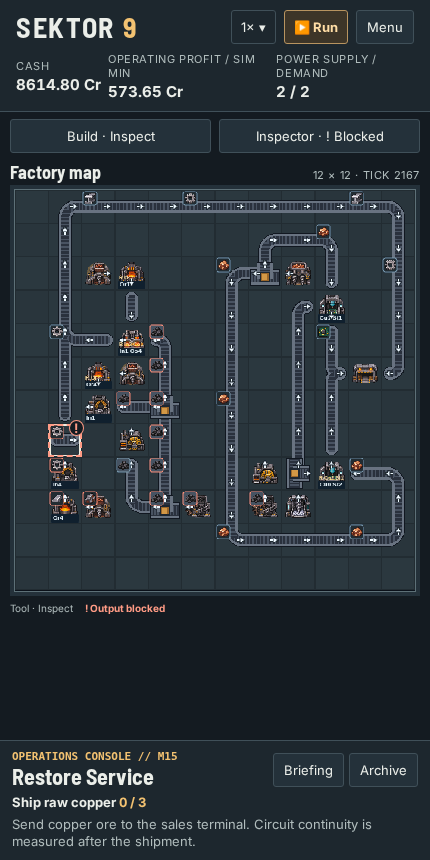 SEKTOR 9
1× ▾
▶ Run
Menu
CASH
8614.80 Cr
OPERATING PROFIT / SIM MIN
573.65 Cr
POWER SUPPLY / DEMAND
2 / 2
Build · Inspect
Inspector · ! Blocked
Factory map
12 × 12 · TICK 2167
Tool · Inspect
! Output blocked
OPERATIONS CONSOLE // M15
Restore Service
Briefing
Archive
Ship raw copper 0 / 3
Send copper ore to the sales terminal. Circuit continuity is
measured after the shipment.